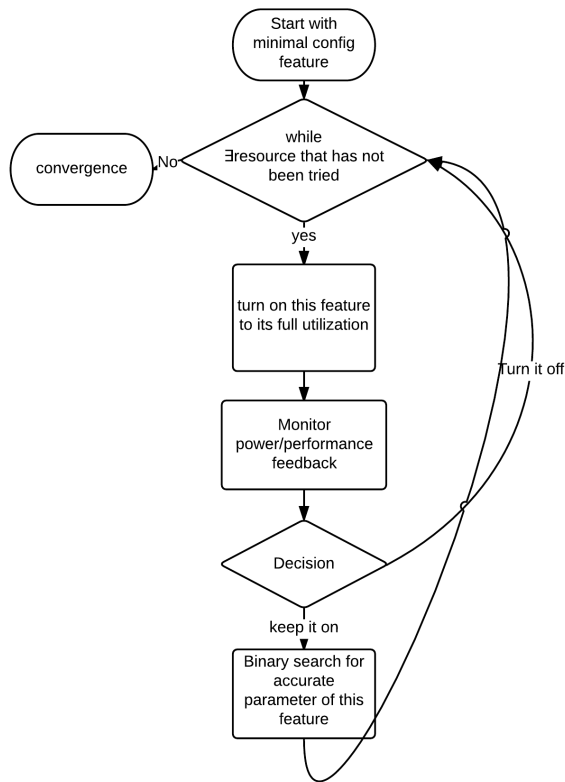 Start with
minimal config
feature
while
∃resource that has not
been tried
No
convergence
yes
turn on this feature
to its full utilization
Turn it off
Monitor
power/performance
feedback
Decision
keep it on
Binary search for
accurate
parameter of this
feature